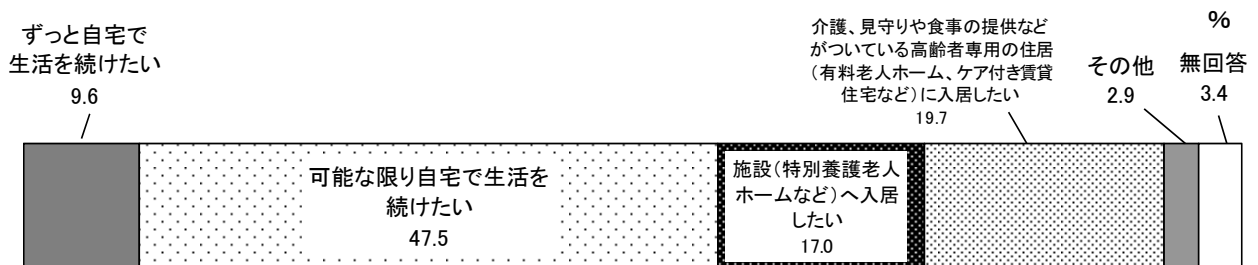 ずっと自宅で
生活を続けたい
9.6
可能な限り自宅で生活を
続けたい
47.5
施設(特別養護老人
ホームなど)へ入居
したい
17.0
介護、見守りや食事の提供など
がついている高齢者専用の住居
(有料老人ホーム、ケア付き賃貸
住宅など)に入居したい
19.7
その他
2.9
%
無回答
3.4